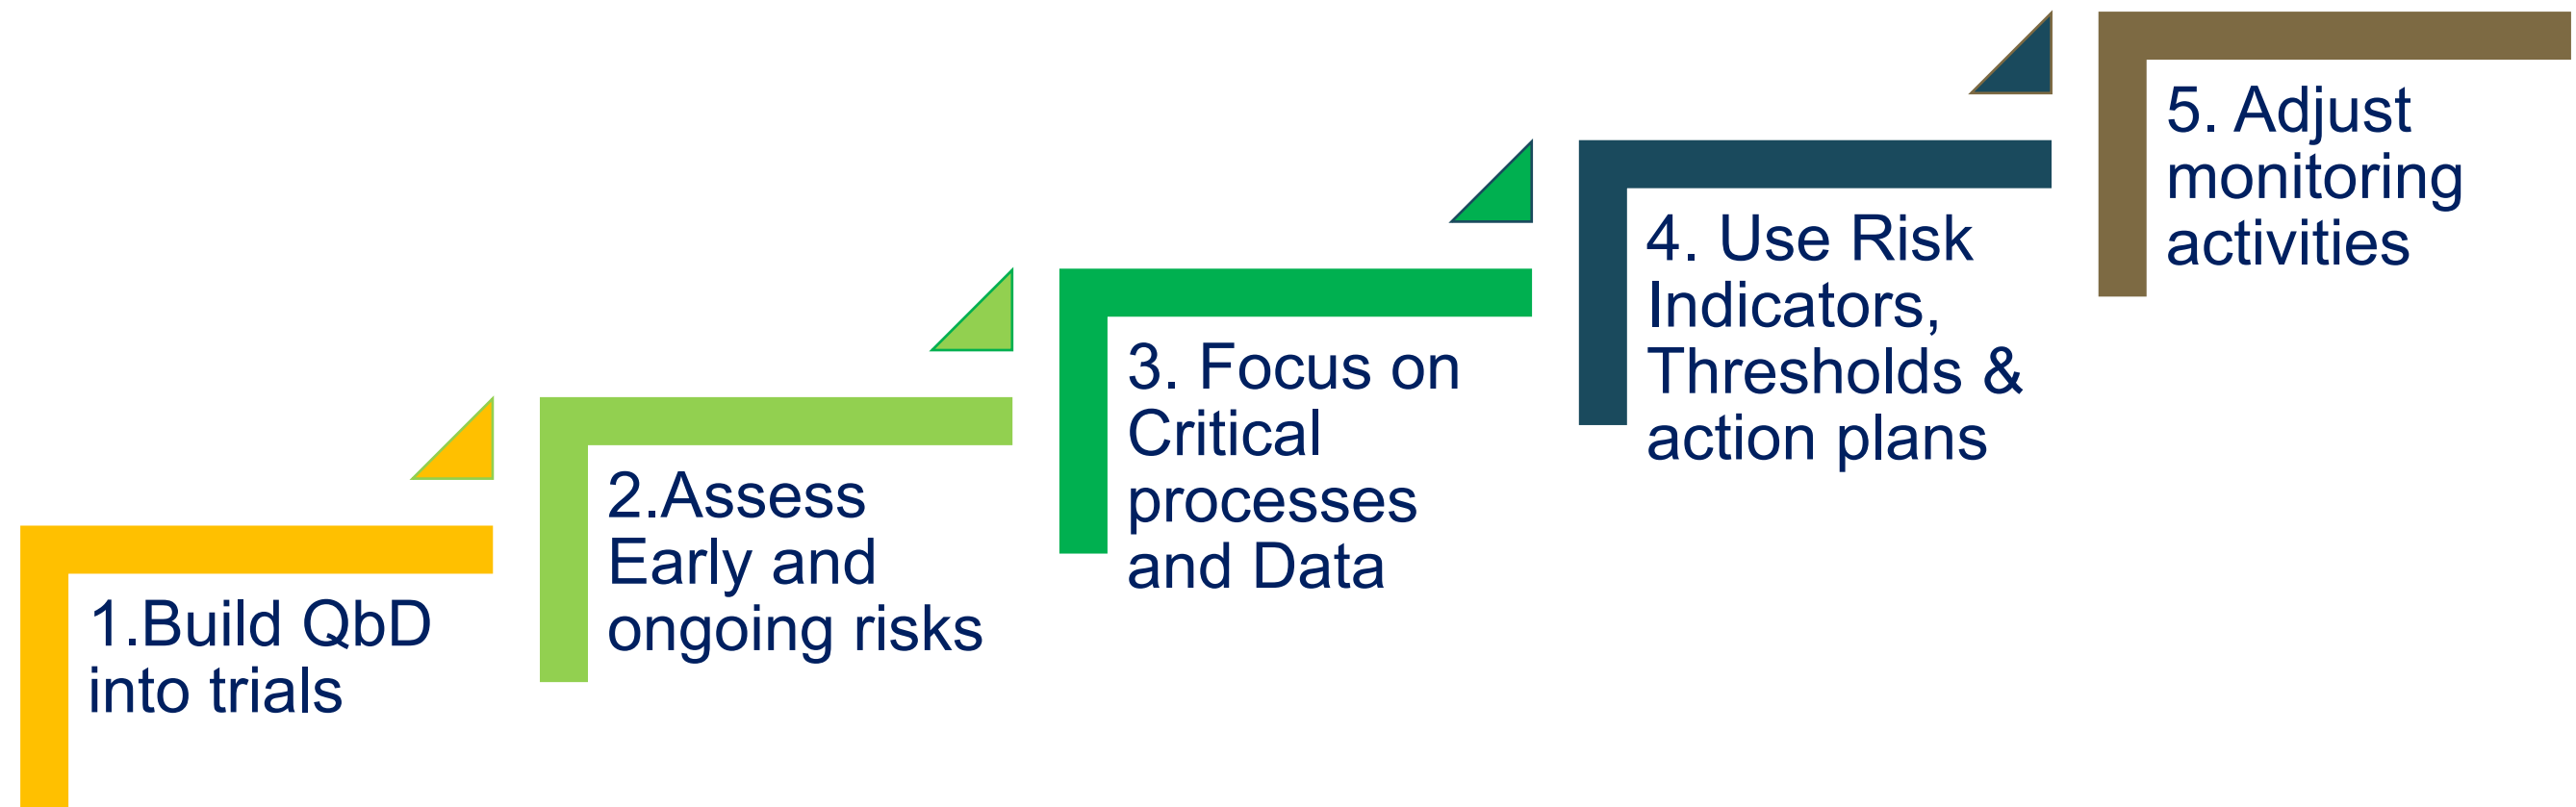 1.Build QbD
into trials
2.Assess
Early and
ongoing risks
3. Focus on
Critical
processes
and Data
4. Use Risk
Indicators,
Thresholds &
action plans
5. Adjust
monitoring
activities